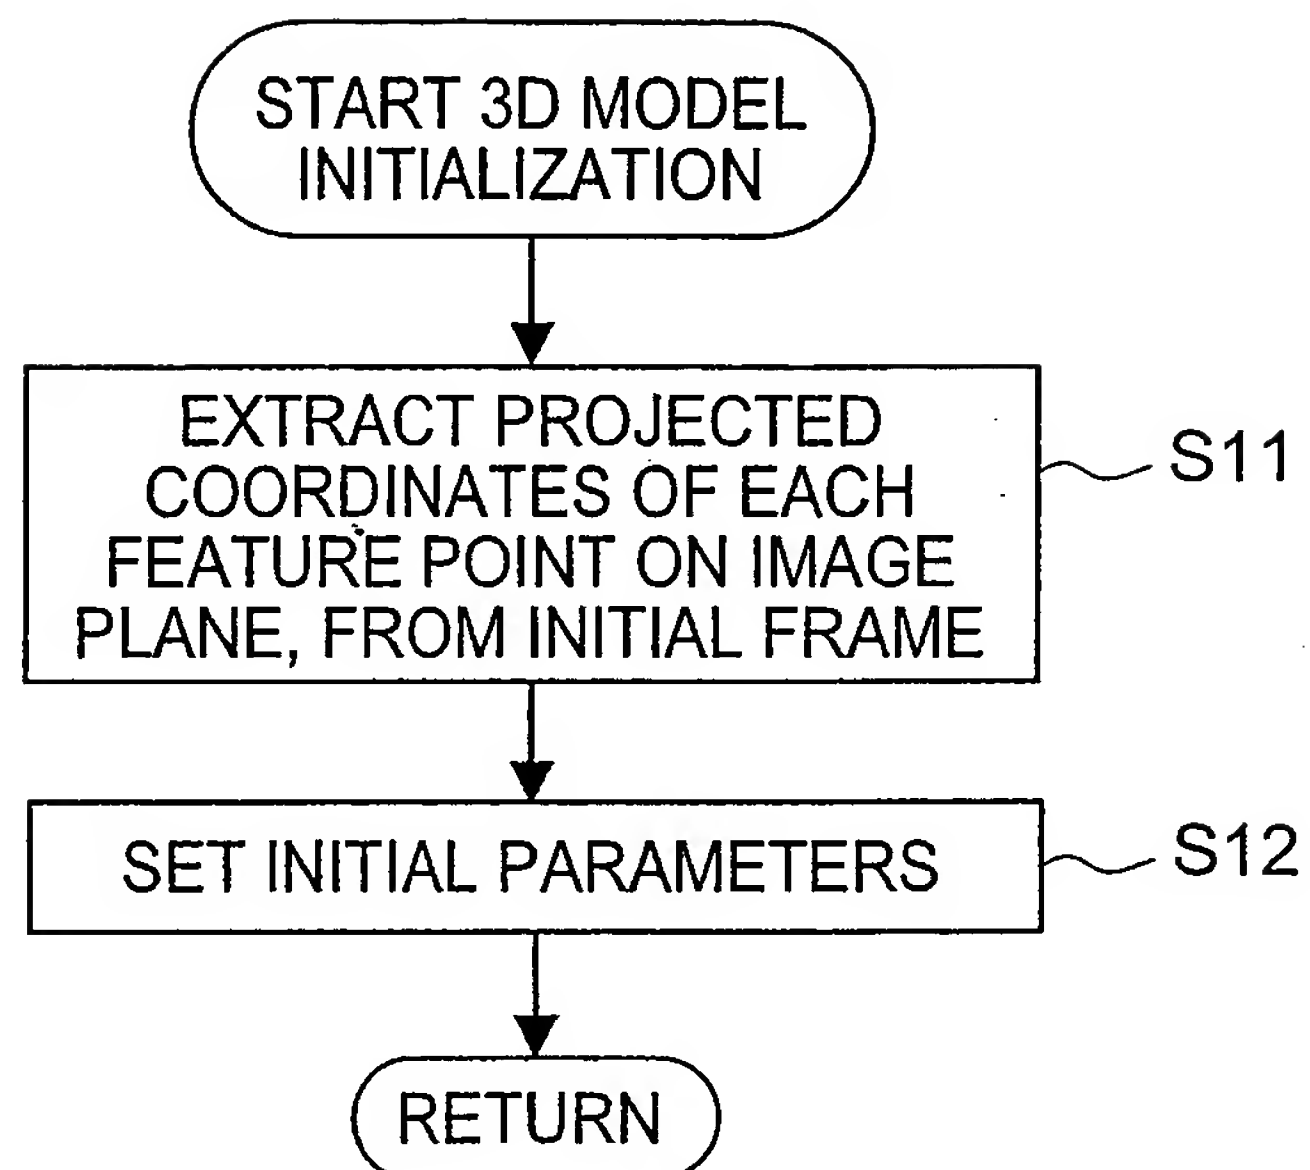 START 3D MODEL
INITIALIZATION
EXTRACT PROJECTED
COORDINATES OF EACH
FEATURE POINT ON IMAGE
PLANE, FROM INITIAL FRAME
S11
SET INITIAL PARAMETERS
S12
RETURN